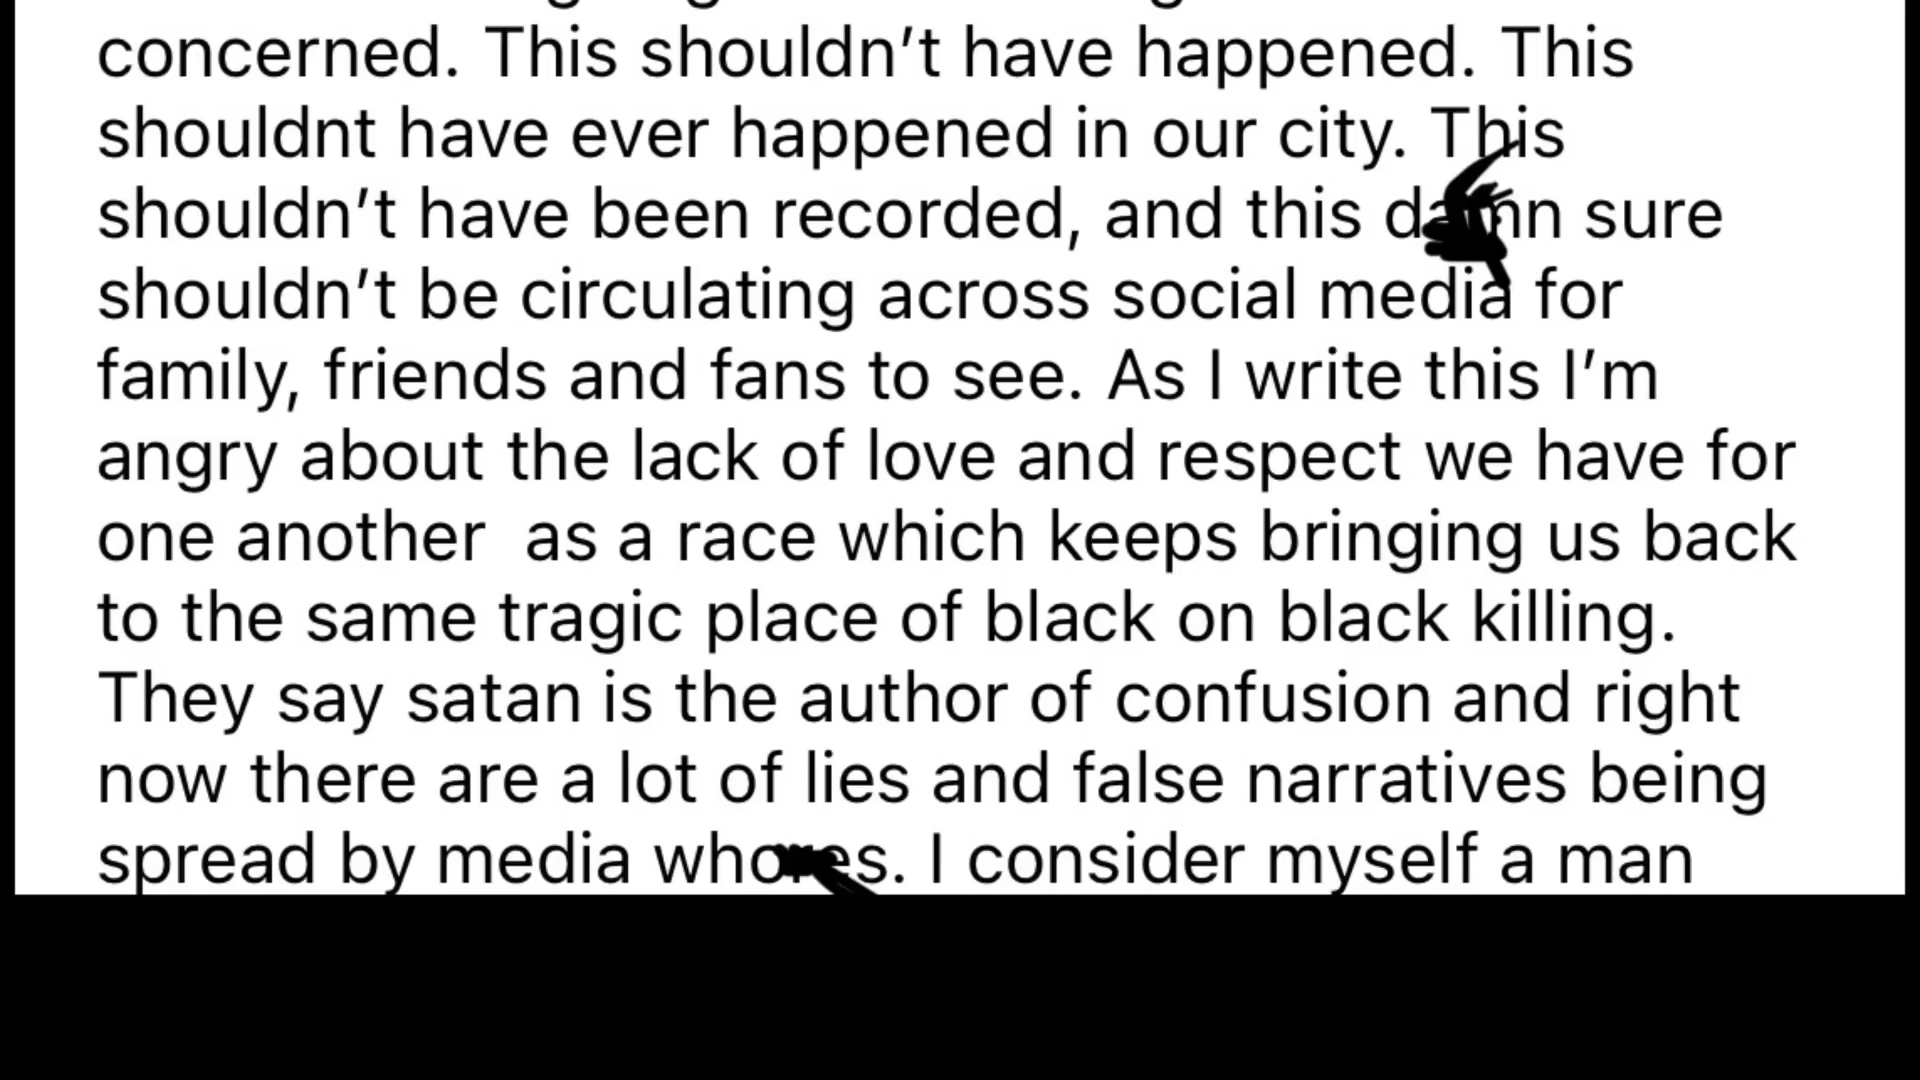 concerned. This shouldn’t have happened. This
shouldnt have ever happened in our city. This
shouldn’t have been recorded, and this damn sure
shouldn’t be circulating across social media for
family, friends and fans to see. As I write this I’m
angry about the lack of love and respect we have for
one another  as a race which keeps bringing us back
to the same tragic place of black on black killing.
They say satan is the author of confusion and right
now there are a lot of lies and false narratives being
spread by media whores. I consider myself a man